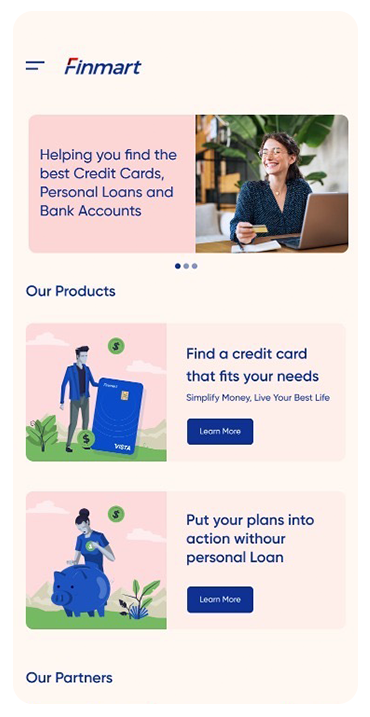 Finmart
Helping you find the
best Credit Cards,
Personal Loans and
Bank Accounts
Our Products
Finmart
VISTA
$
$
Find a credit card
that fits your needs
Simplify Money, Live Your Best Life
Learn More
$
Put your plans into
action withour
personal Loan
Learn More
Our Partners